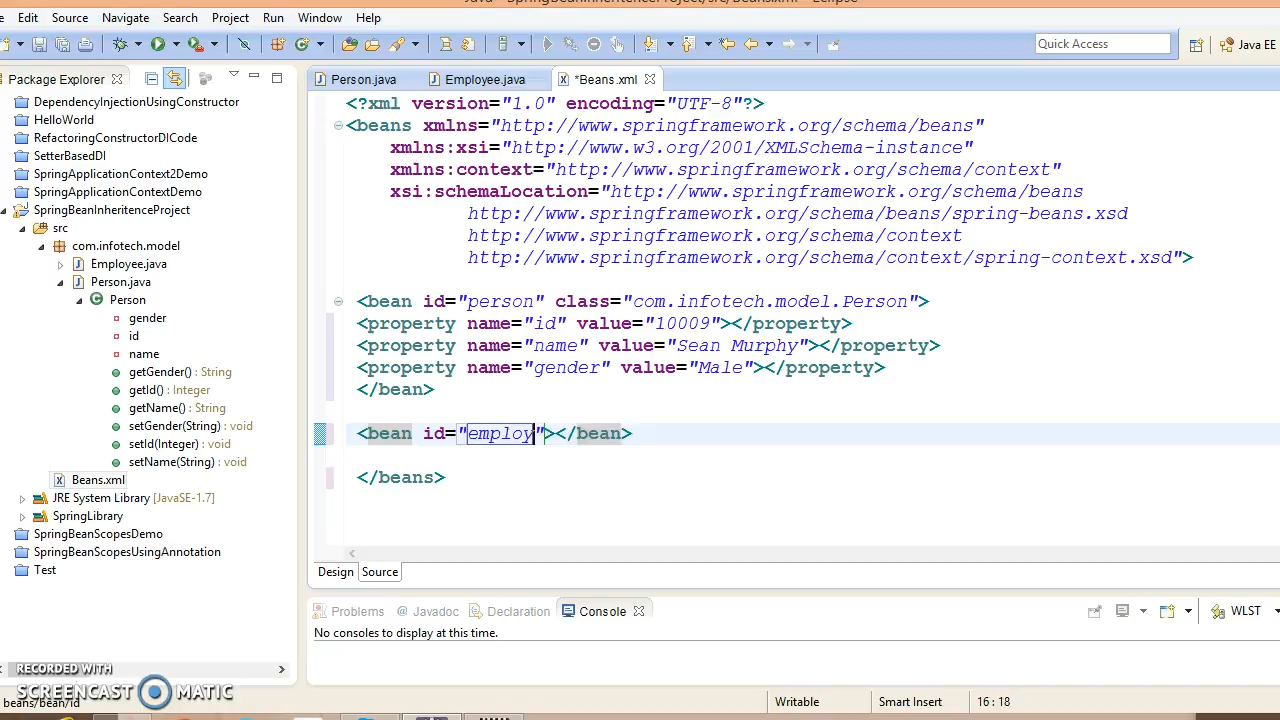 Java - SpringBeanInheritenceProject/src/Beans.xml - Eclipse
Edit Source Navigate Search Project Run Window Help
Quick Access
Java EE
Package Explorer
Person.java
Employee.java
*Beans.xml
DependencyInjectionUsingConstructor
HelloWorld
RefactoringConstructorDICode
SetterBasedDI
SpringApplicationContext2Demo
SpringApplicationContextDemo
SpringBeanInheritenceProject
src
com.infotech.model
Employee.java
Person.java
Person
gender
id
name
getGender() : String
getId() : Integer
getName() : String
setGender(String) : void
setId(Integer) : void
setName(String) : void
Beans.xml
JRE System Library [JavaSE-1.7]
SpringLibrary
SpringBeanScopesDemo
SpringBeanScopesUsingAnnotation
Test
<?xml version="1.0" encoding="UTF-8"?>
<beans xmlns="http://www.springframework.org/schema/beans"
xmlns:xsi="http://www.w3.org/2001/XMLSchema-instance"
xmlns:context="http://www.springframework.org/schema/context"
xsi:schemaLocation="http://www.springframework.org/schema/beans
http://www.springframework.org/schema/beans/spring-beans.xsd
http://www.springframework.org/schema/context
http://www.springframework.org/schema/context/spring-context.xsd">
<bean id="person" class="com.infotech.model.Person">
<property name="id" value="10009"></property>
<property name="name" value="Sean Murphy"></property>
<property name="gender" value="Male"></property>
</bean>
<bean id="employ"></bean>
</beans>
Design Source
Problems @ Javadoc Declaration Console
WLST
No consoles to display at this time.
RECORDED WITH
SCREENCAST MATIC
beans/bean/id
Writable
Smart Insert
16 : 18